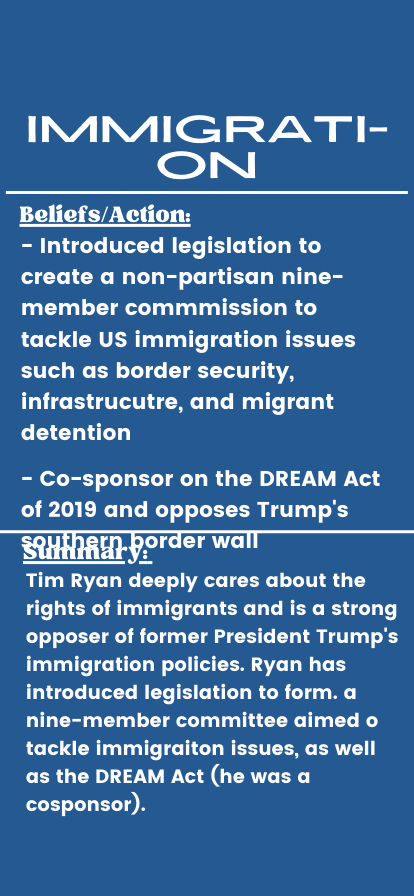 IMMIGRATI-
ON
Beliefs/Action:
- Introduced legislation to
create a non-partisan nine-
member commmission to
tackle US immigration issues
such as border security,
infrastrucutre, and migrant
detention
- Co-sponsor on the DREAM Act
of 2019 and opposes Trump's
southern border wall
Summary:
Tim Ryan deeply cares about the
rights of immigrants and is a strong
opposer of former President Trump's
immigration policies. Ryan has
introduced legislation to form. a
nine-member committee aimed o
tackle immigraiton issues, as well
as the DREAM Act (he was a
cosponsor).